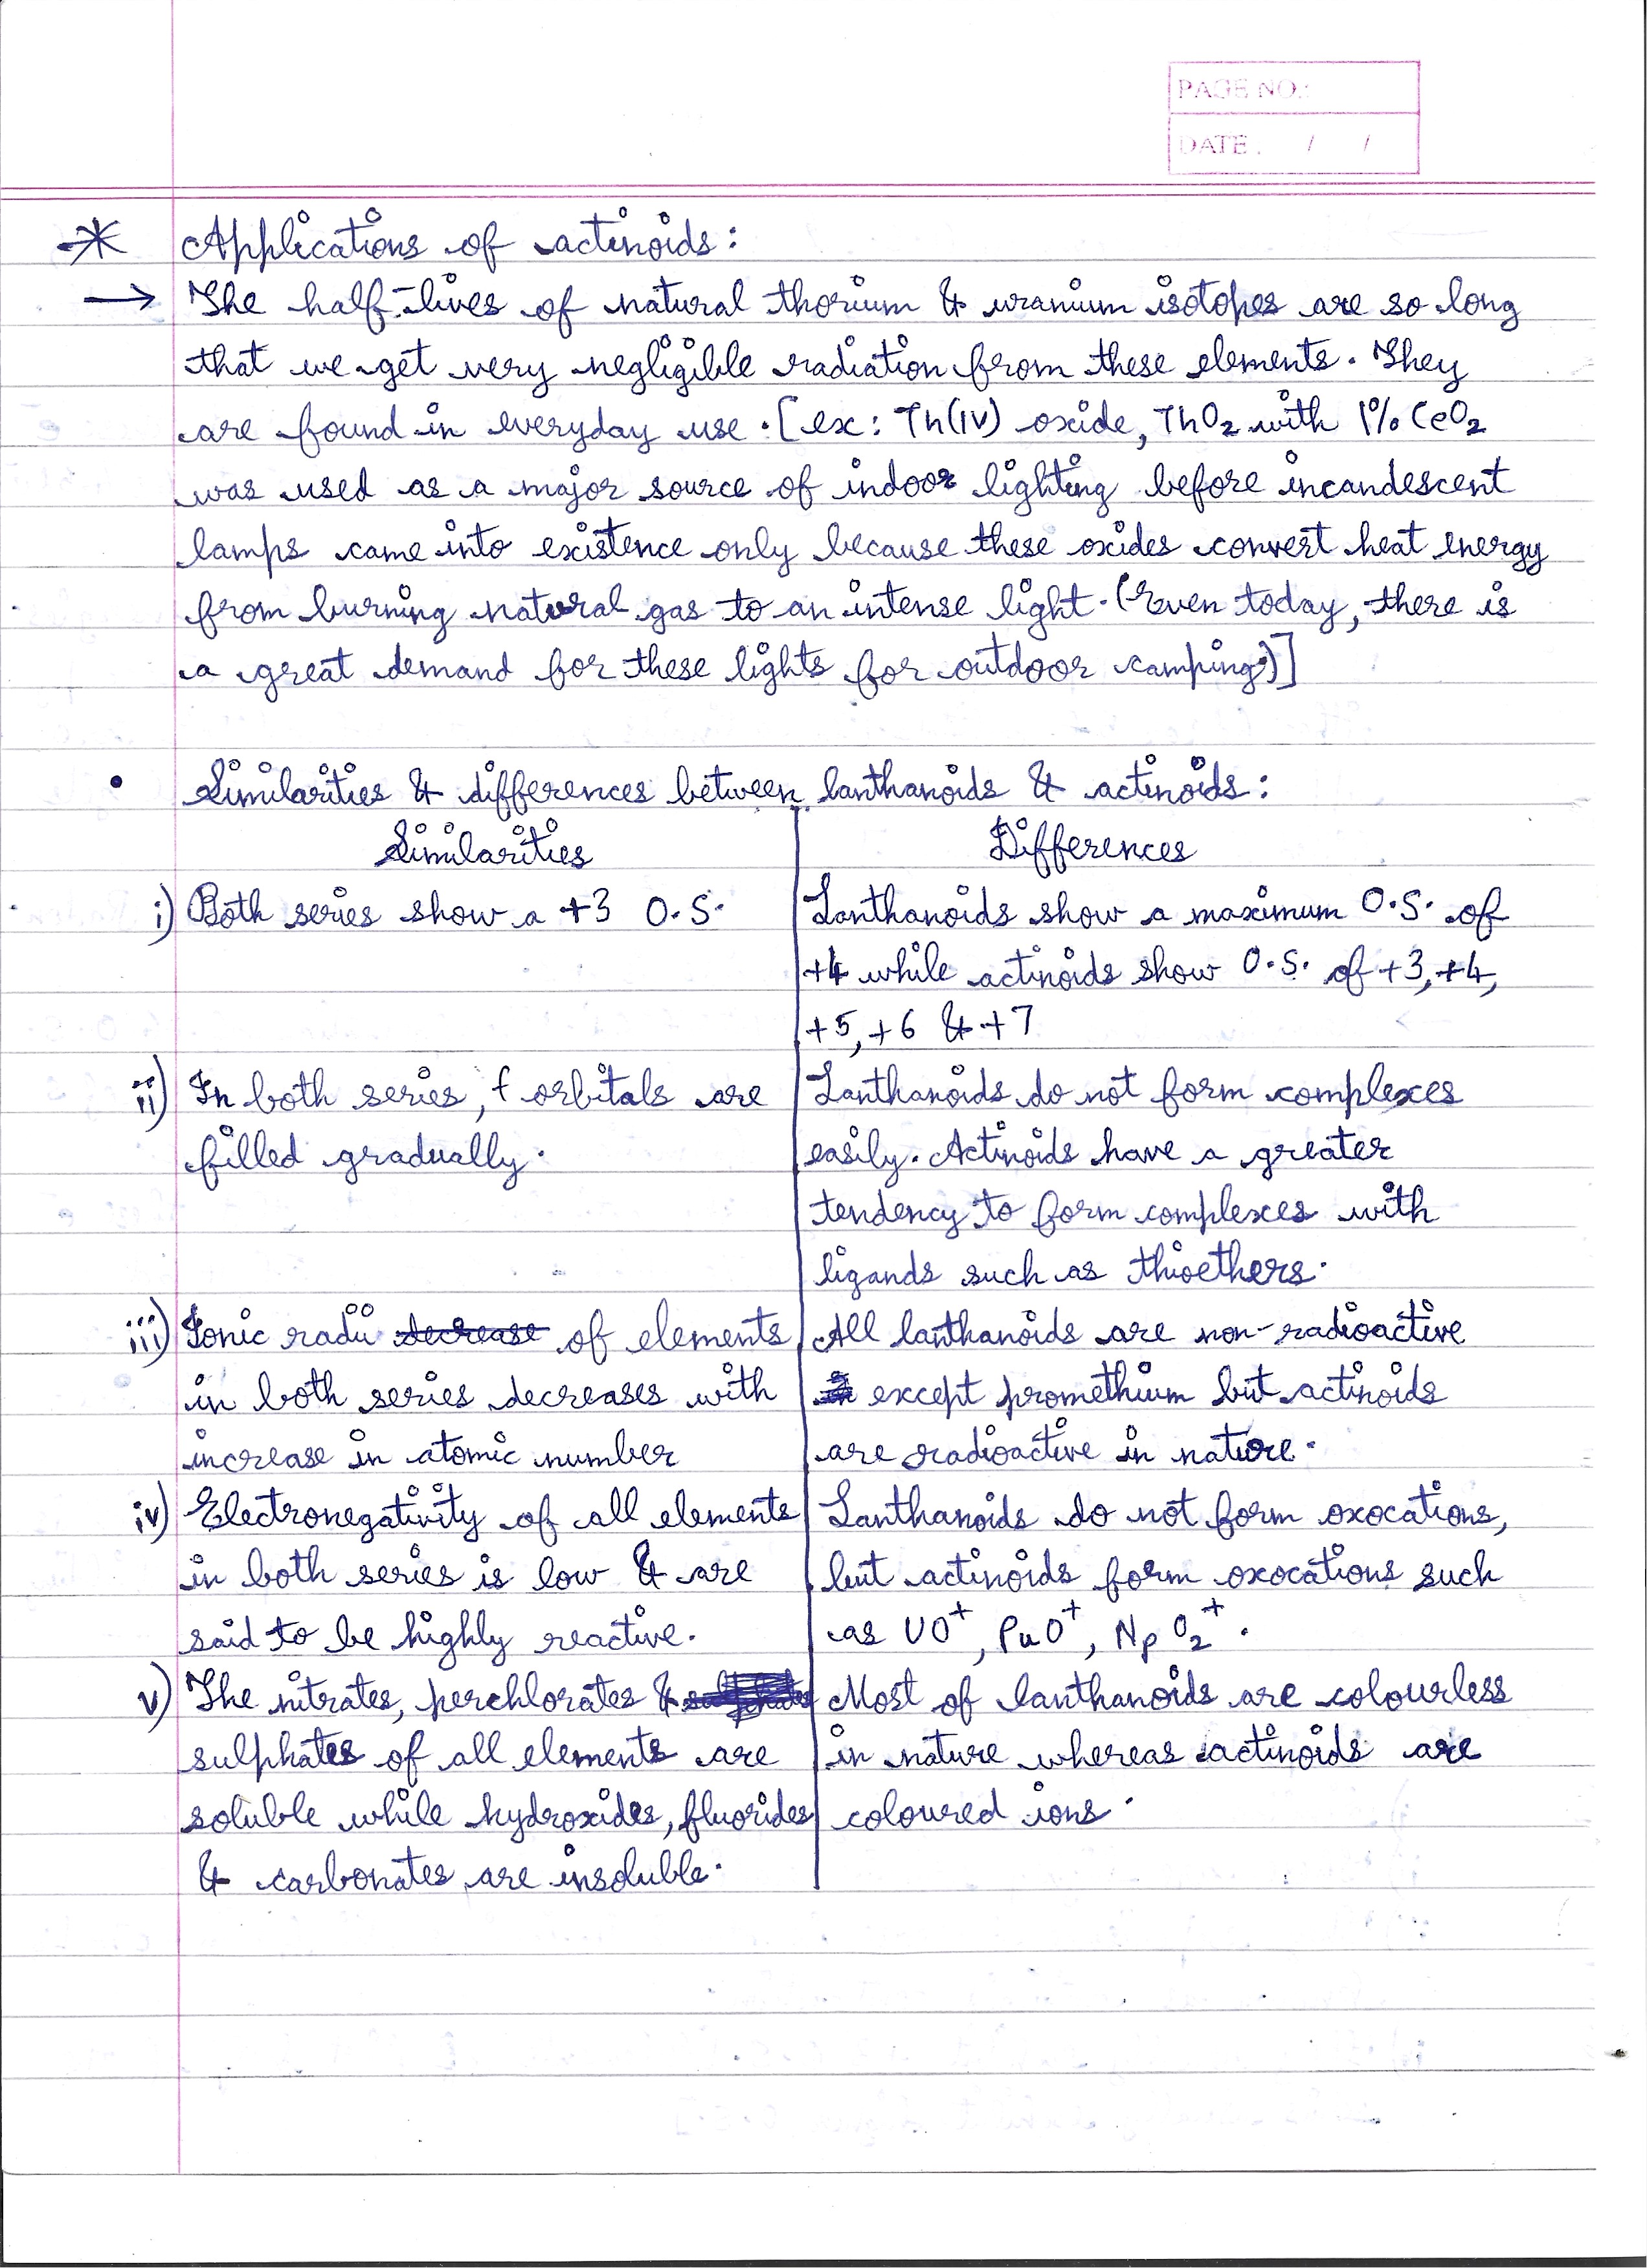 PAGE NO.:
DATE. / /
* Applications of actinoids:
→ The half-lives of natural thorium & uranium isotopes are so long
that we get very negligible radiation from these elements. They
are found in everyday use. [ex: Th(IV) oxide, ThO₂ with 1% CeO₂
was used as a major source of indoor lighting before incandescent
lamps came into existence only because these oxides convert heat energy
from burning natural gas to an intense light. (Even today, there is
a great demand for these lights for outdoor camping.)]
• Similarities & differences between lanthanoids & actinoids:
Similarities
i) Both series show a +3 O.S.
ii) In both series, f orbitals are
filled gradually.
iii) Ionic radii decrease of elements
in both series decreases with
increase in atomic number
iv) Electronegativity of all elements
in both series is low & are
said to be highly reactive.
v) The nitrates, perchlorates & sulphates
sulphates of all elements are
soluble while hydroxides, fluorides
& carbonates are insoluble.
Differences
Lanthanoids show a maximum O.S. of
+4 while actinoids show O.S. of +3, +4,
+5, +6 & +7
Lanthanoids do not form complexes
easily. Actinoids have a greater
tendency to form complexes with
ligands such as thioethers.
All lanthanoids are non-radioactive
except promethium but actinoids
are radioactive in nature.
Lanthanoids do not form oxocations,
but actinoids form oxocations such
as UO⁺, PuO⁺, NpO₂⁺.
Most of lanthanoids are colourless
in nature whereas actinoids are
coloured ions.